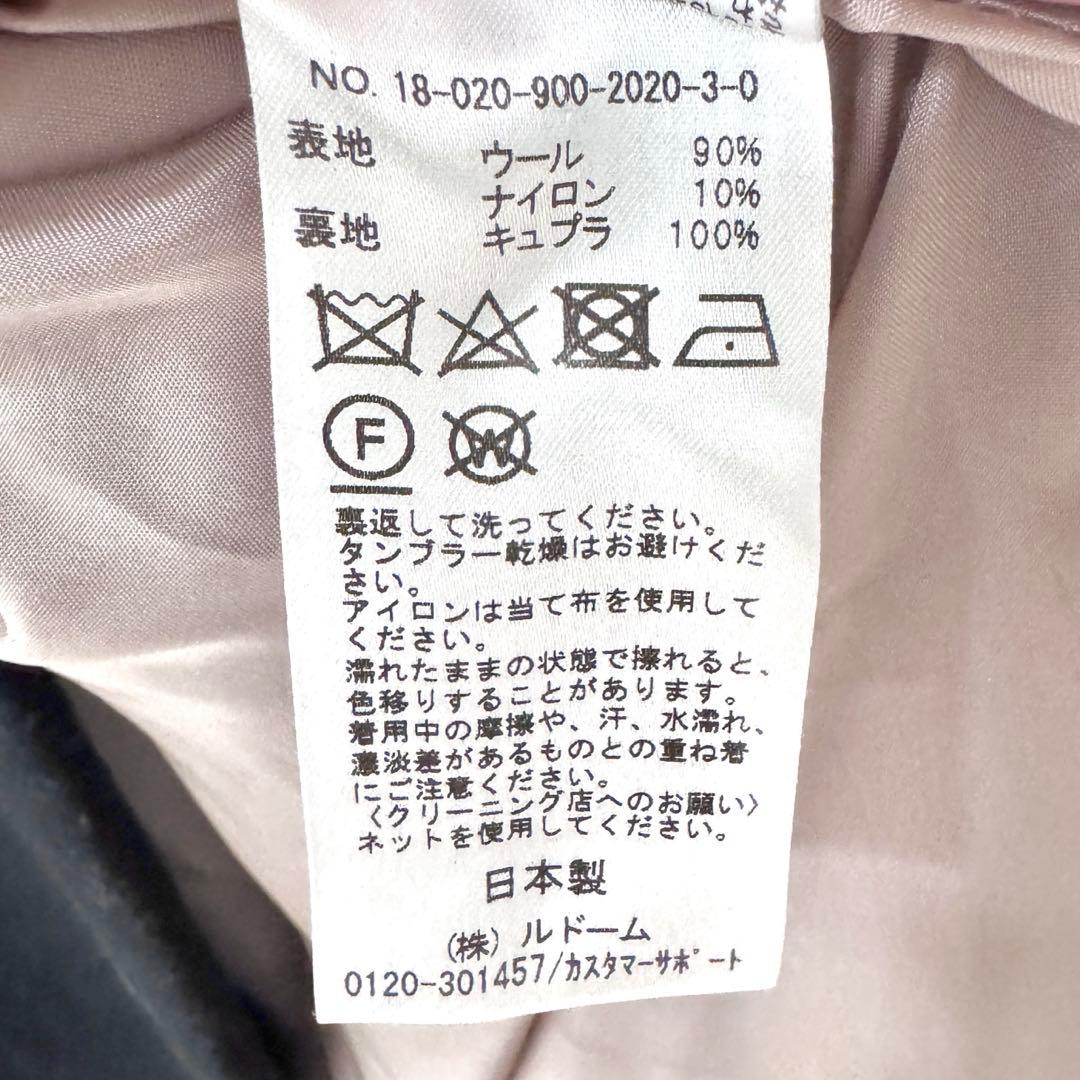 NO. 18-020-900-2020-3-0
表地 ウール 90%
ナイロン 10%
裏地 キュプラ 100%
F
W
裏返して洗ってください。
タンブラー乾燥はお避けくだ
さい。
アイロンは当て布を使用して
ください。
濡れたままの状態で擦れると、
色移りすることがあります。
着用中の摩擦や、汗、水濡れ、
濃淡差があるものとの重ね着
にご注意ください。
〈クリーニング店へのお願い〉
ネットを使用してください。
日本製
(株) ルドーム
0120-301457/カスタマーサポート